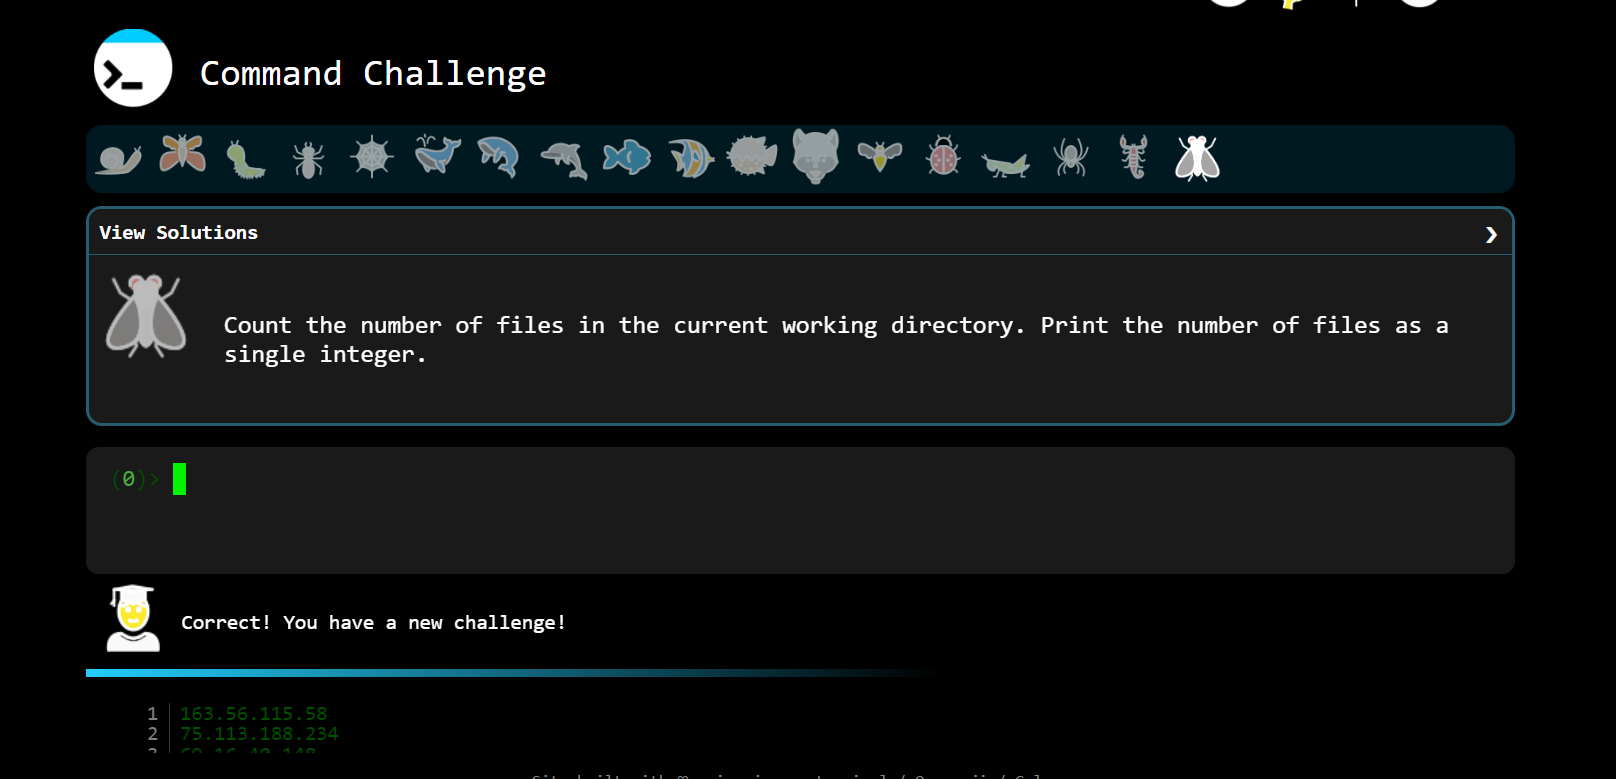 Command Challenge
View Solutions
Count the number of files in the current working directory. Print the number of files as a
single integer.
(0)>
Correct! You have a new challenge!
1 163.56.115.58
2 75.113.188.234